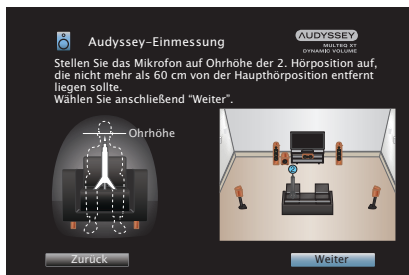 Audyssey-Einmessung
AUDYSSEY
MULTEQ XT
DYNAMIC VOLUME
Stellen Sie das Mikrofon auf Ohrhöhe der 2. Hörposition auf,
die nicht mehr als 60 cm von der Haupthörposition entfernt
liegen sollte.
Wählen Sie anschließend “Weiter”.
Ohrhöhe
2
Zurück
Weiter